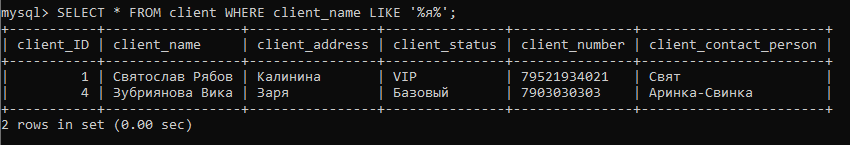 mysql> SELECT * FROM client WHERE client_name LIKE '%я%';
+-----------+-----------------+----------------+---------------+---------------+-----------------------+
| client_ID | client_name | client_address | client_status | client_number | client_contact_person |
+-----------+-----------------+----------------+---------------+---------------+-----------------------+
| 1 | Святослав Рябов | Калинина | VIP | 79521934021 | Свят |
| 4 | Зубриянова Вика | Заря | Базовый | 7903030303 | Аринка-Свинка |
+-----------+-----------------+----------------+---------------+---------------+-----------------------+
2 rows in set (0.00 sec)